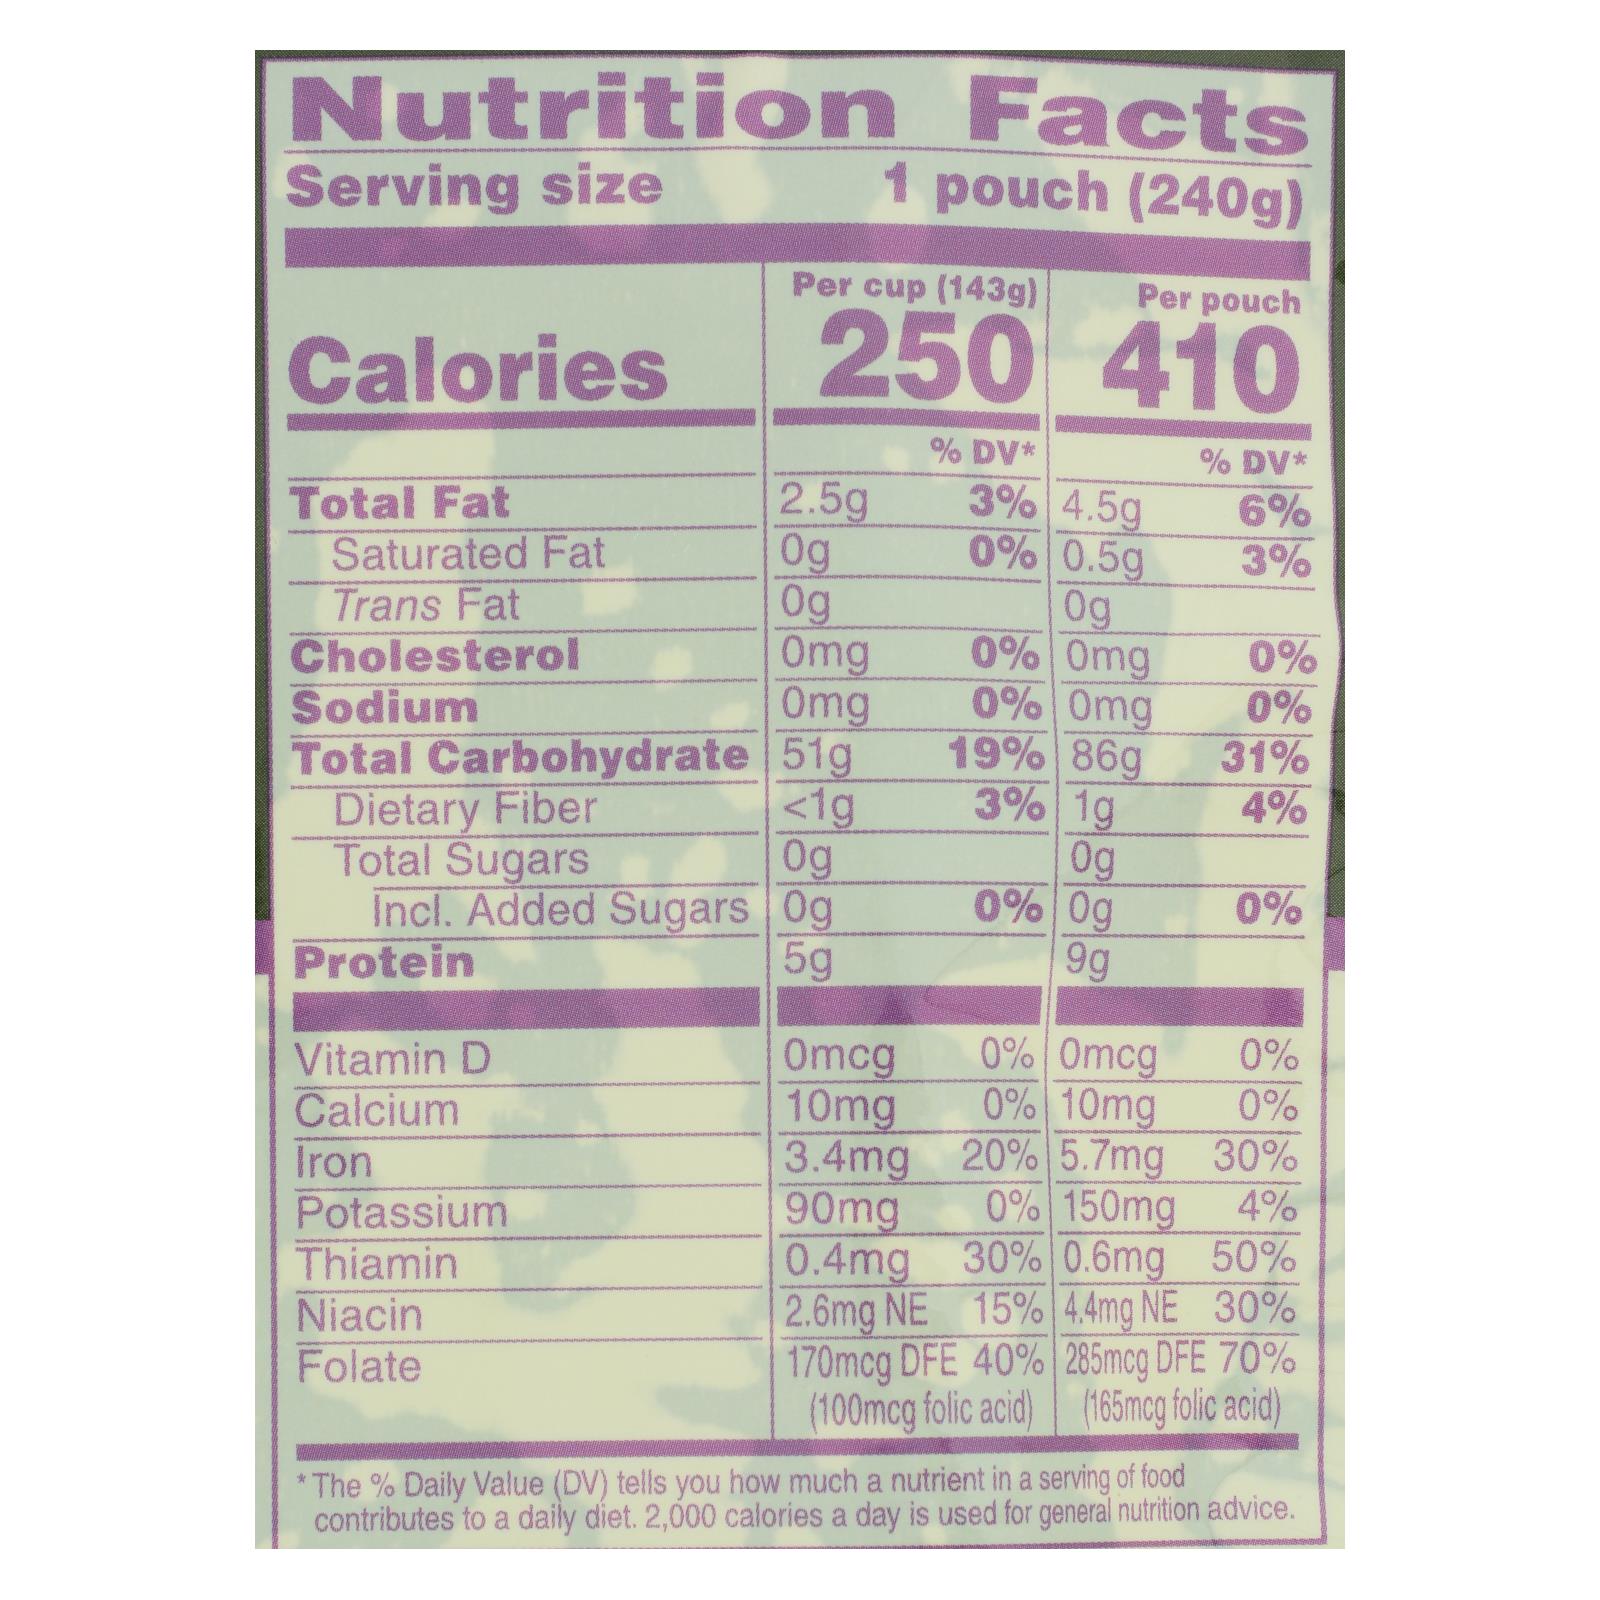 Nutrition Facts
Serving size 1 pouch (240g)
Per cup (143g) Per pouch
Calories 250 410
% DV* % DV*
Total Fat 2.5g 3% 4.5g 6%
Saturated Fat 0g 0% 0.5g 3%
Trans Fat 0g 0g
Cholesterol 0mg 0% 0mg 0%
Sodium 0mg 0% 0mg 0%
Total Carbohydrate 51g 19% 86g 31%
Dietary Fiber <1g 3% 1g 4%
Total Sugars 0g 0g
Incl. Added Sugars 0g 0% 0g 0%
Protein 5g 9g
Vitamin D 0mcg 0% 0mcg 0%
Calcium 10mg 0% 10mg 0%
Iron 3.4mg 20% 5.7mg 30%
Potassium 90mg 0% 150mg 4%
Thiamin 0.4mg 30% 0.6mg 50%
Niacin 2.6mg NE 15% 4.4mg NE 30%
Folate 170mcg DFE 40% 285mcg DFE 70%
(100mcg folic acid) (165mcg folic acid)
* The % Daily Value (DV) tells you how much a nutrient in a serving of food
contributes to a daily diet. 2,000 calories a day is used for general nutrition advice.